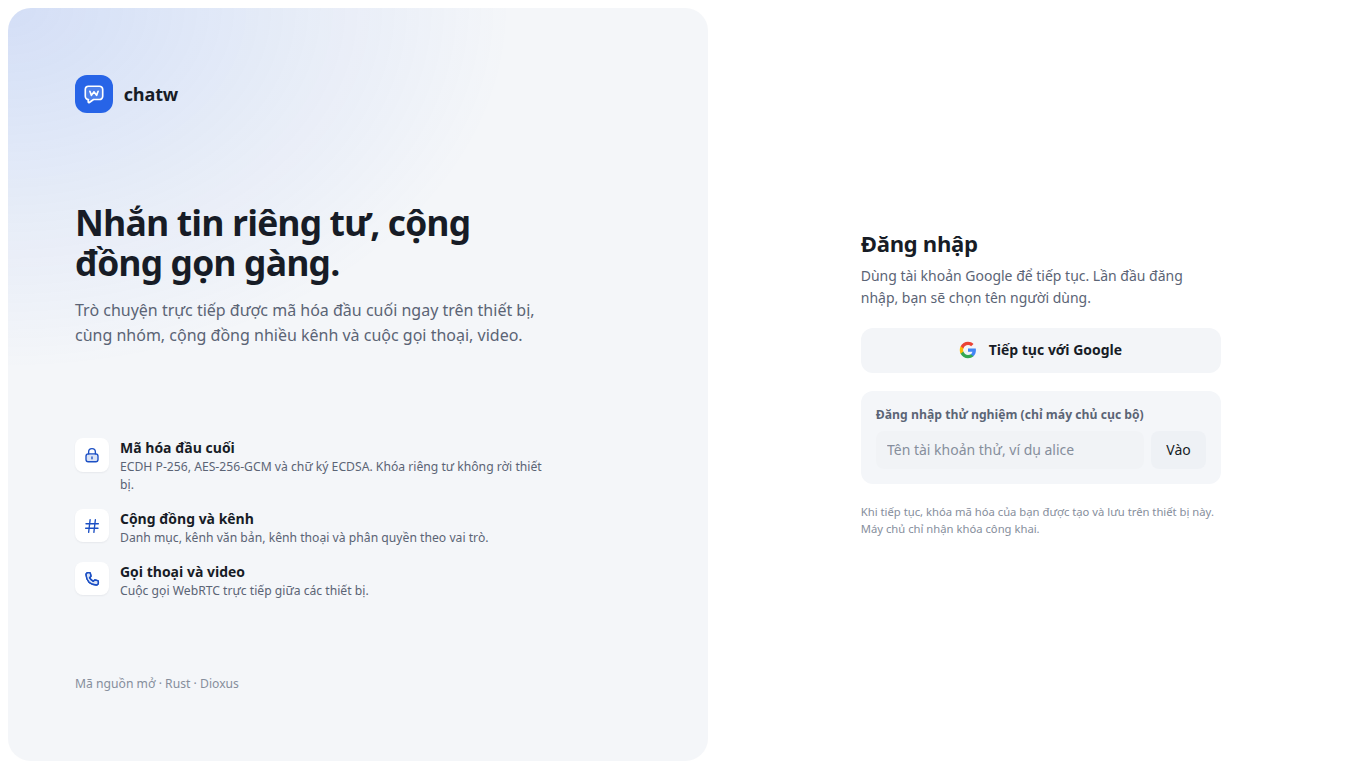 chatw
Nhắn tin riêng tư, cộng
đồng gọn gàng.
Trò chuyện trực tiếp được mã hóa đầu cuối ngay trên thiết bị,
cùng nhóm, cộng đồng nhiều kênh và cuộc gọi thoại, video.
Mã hóa đầu cuối
ECDH P-256, AES-256-GCM và chữ ký ECDSA. Khóa riêng tư không rời thiết
bị.
Cộng đồng và kênh
Danh mục, kênh văn bản, kênh thoại và phân quyền theo vai trò.
Gọi thoại và video
Cuộc gọi WebRTC trực tiếp giữa các thiết bị.
Mã nguồn mở · Rust · Dioxus
Đăng nhập
Dùng tài khoản Google để tiếp tục. Lần đầu đăng
nhập, bạn sẽ chọn tên người dùng.
Tiếp tục với Google
Đăng nhập thử nghiệm (chỉ máy chủ cục bộ)
Tên tài khoản thử, ví dụ alice
Vào
Khi tiếp tục, khóa mã hóa của bạn được tạo và lưu trên thiết bị này.
Máy chủ chỉ nhận khóa công khai.